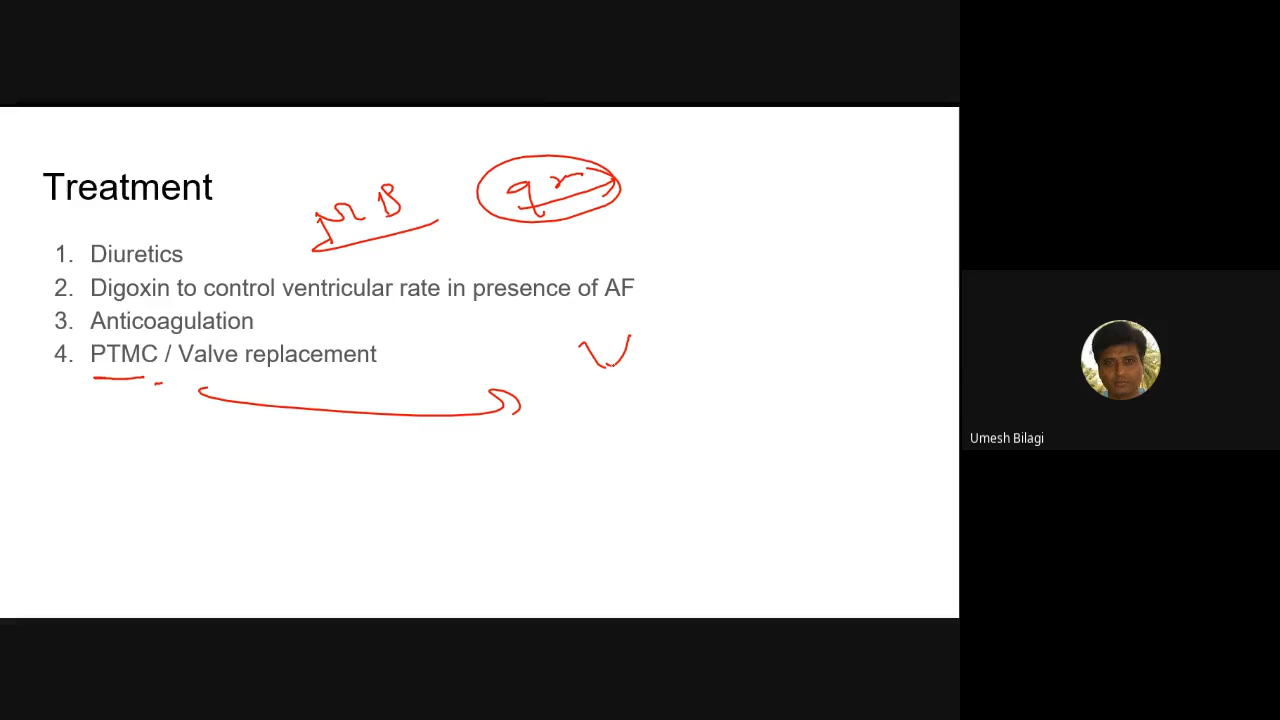 Treatment
1. Diuretics
2. Digoxin to control ventricular rate in presence of AF
3. Anticoagulation
4. PTMC / Valve replacement
Umesh Bilagi